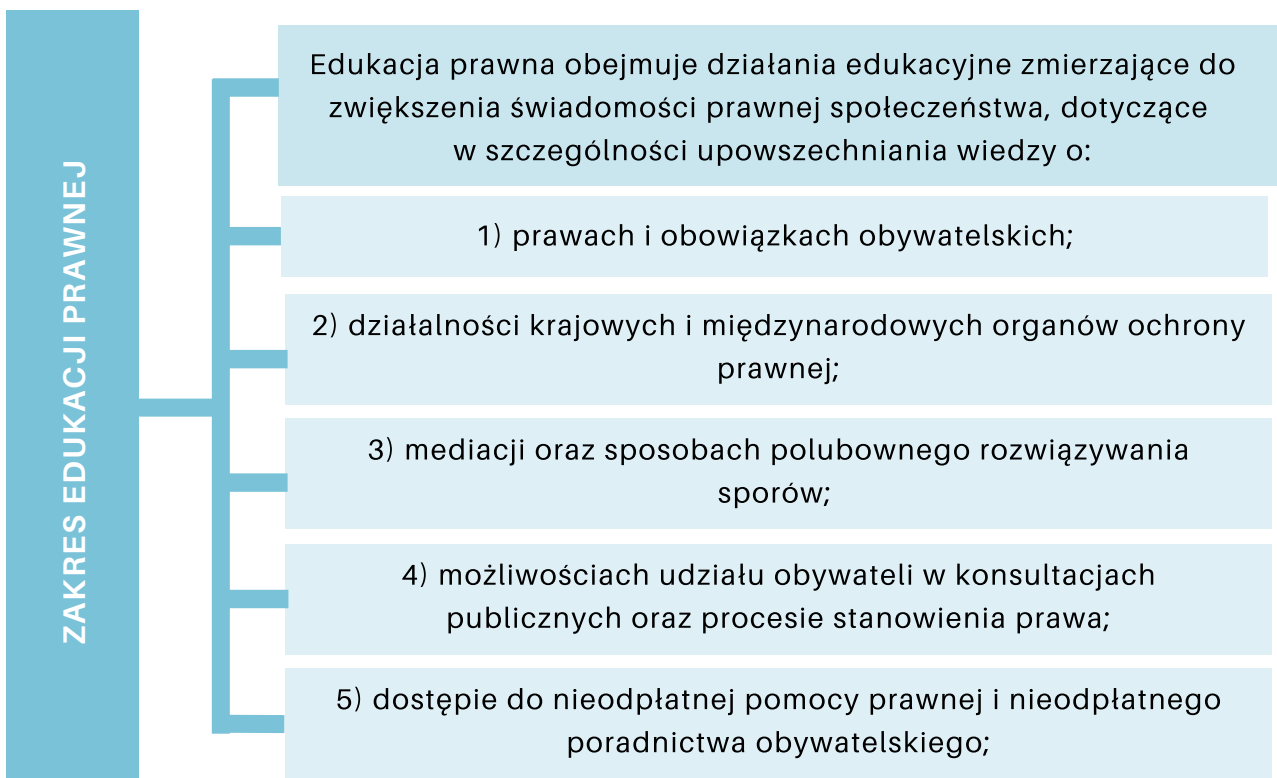 ZAKRES EDUKACJI PRAWNEJ
Edukacja prawna obejmuje działania edukacyjne zmierzające do
zwiększenia świadomości prawnej społeczeństwa, dotyczące
w szczególności upowszechniania wiedzy o:
1) prawach i obowiązkach obywatelskich;
2) działalności krajowych i międzynarodowych organów ochrony
prawnej;
3) mediacji oraz sposobach polubownego rozwiązywania
sporów;
4) możliwościach udziału obywateli w konsultacjach
publicznych oraz procesie stanowienia prawa;
5) dostępie do nieodpłatnej pomocy prawnej i nieodpłatnego
poradnictwa obywatelskiego;